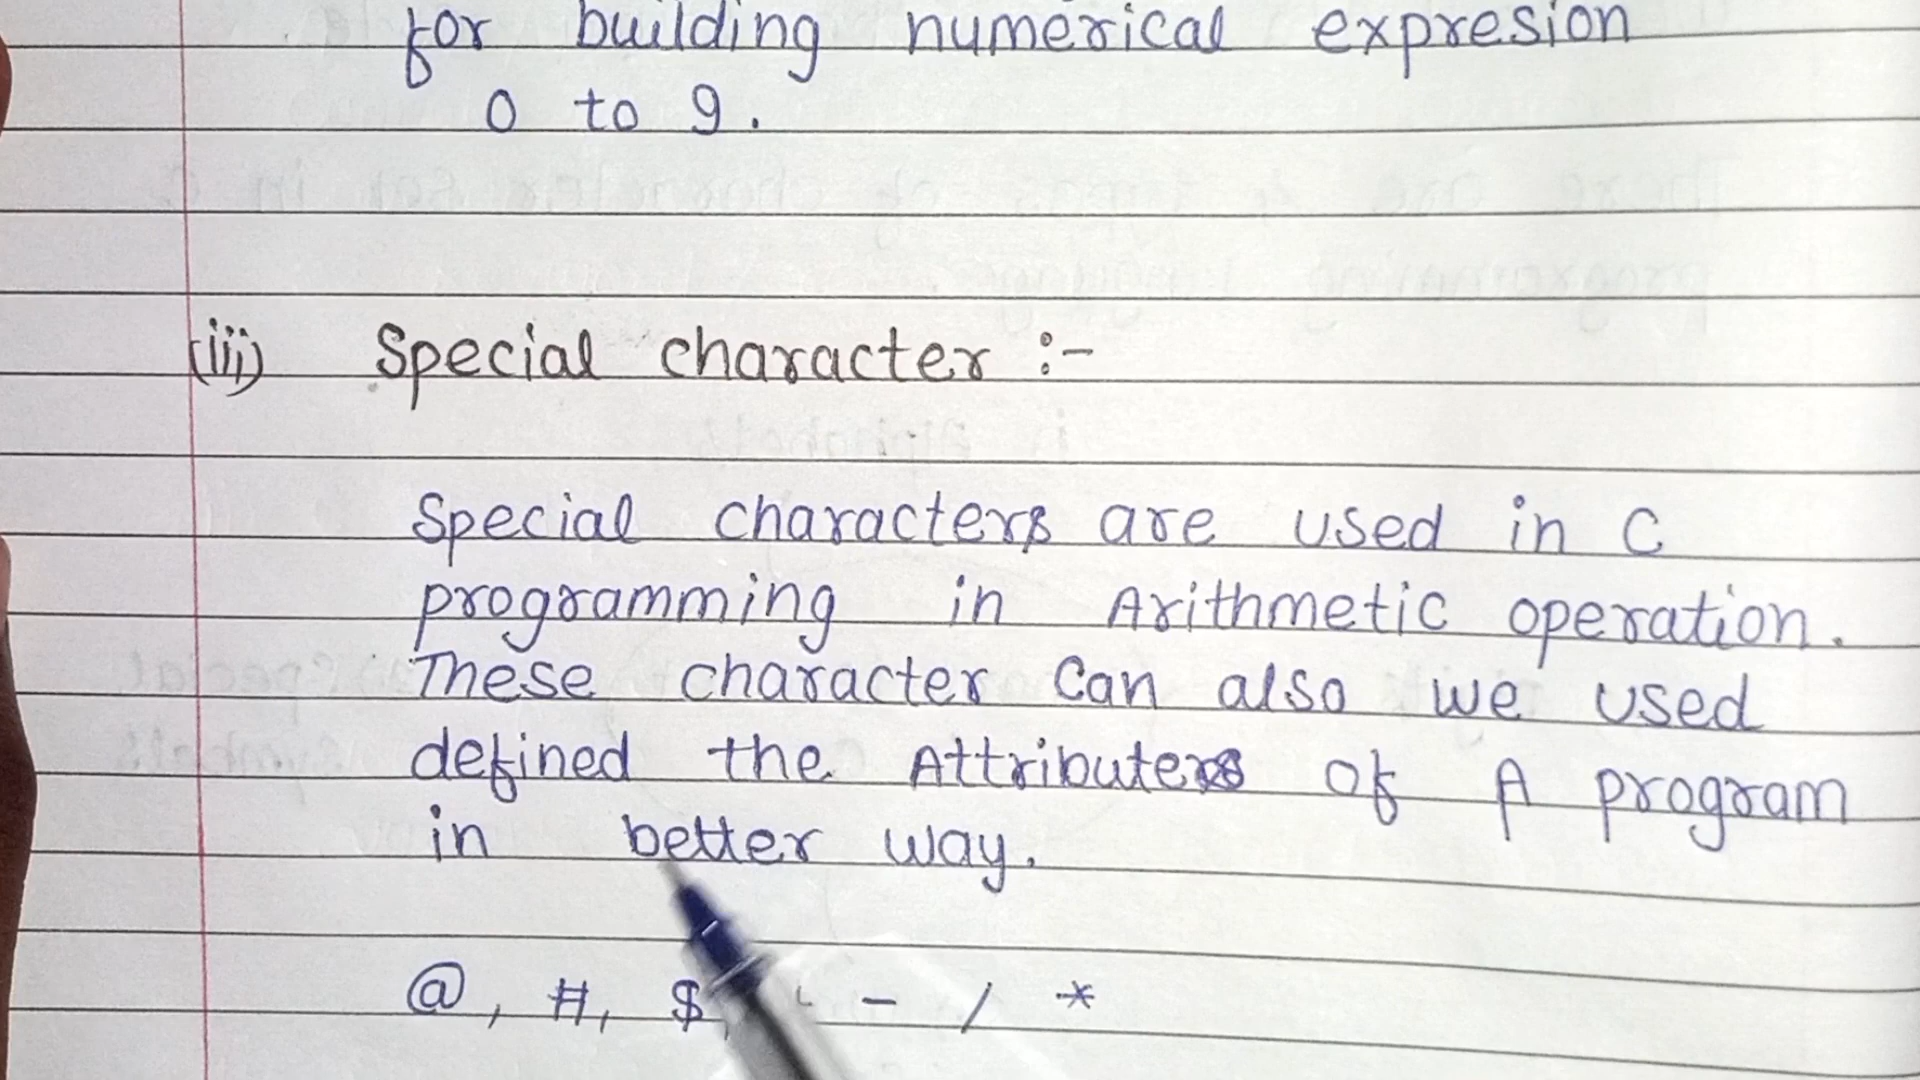 for building numerical expresion
0 to 9.
(iii) Special character :-
Special characters are used in C
programming in Arithmetic operation.
These character Can also we used
defined the Attributers of A program
in better way.
@, #, $, - / *